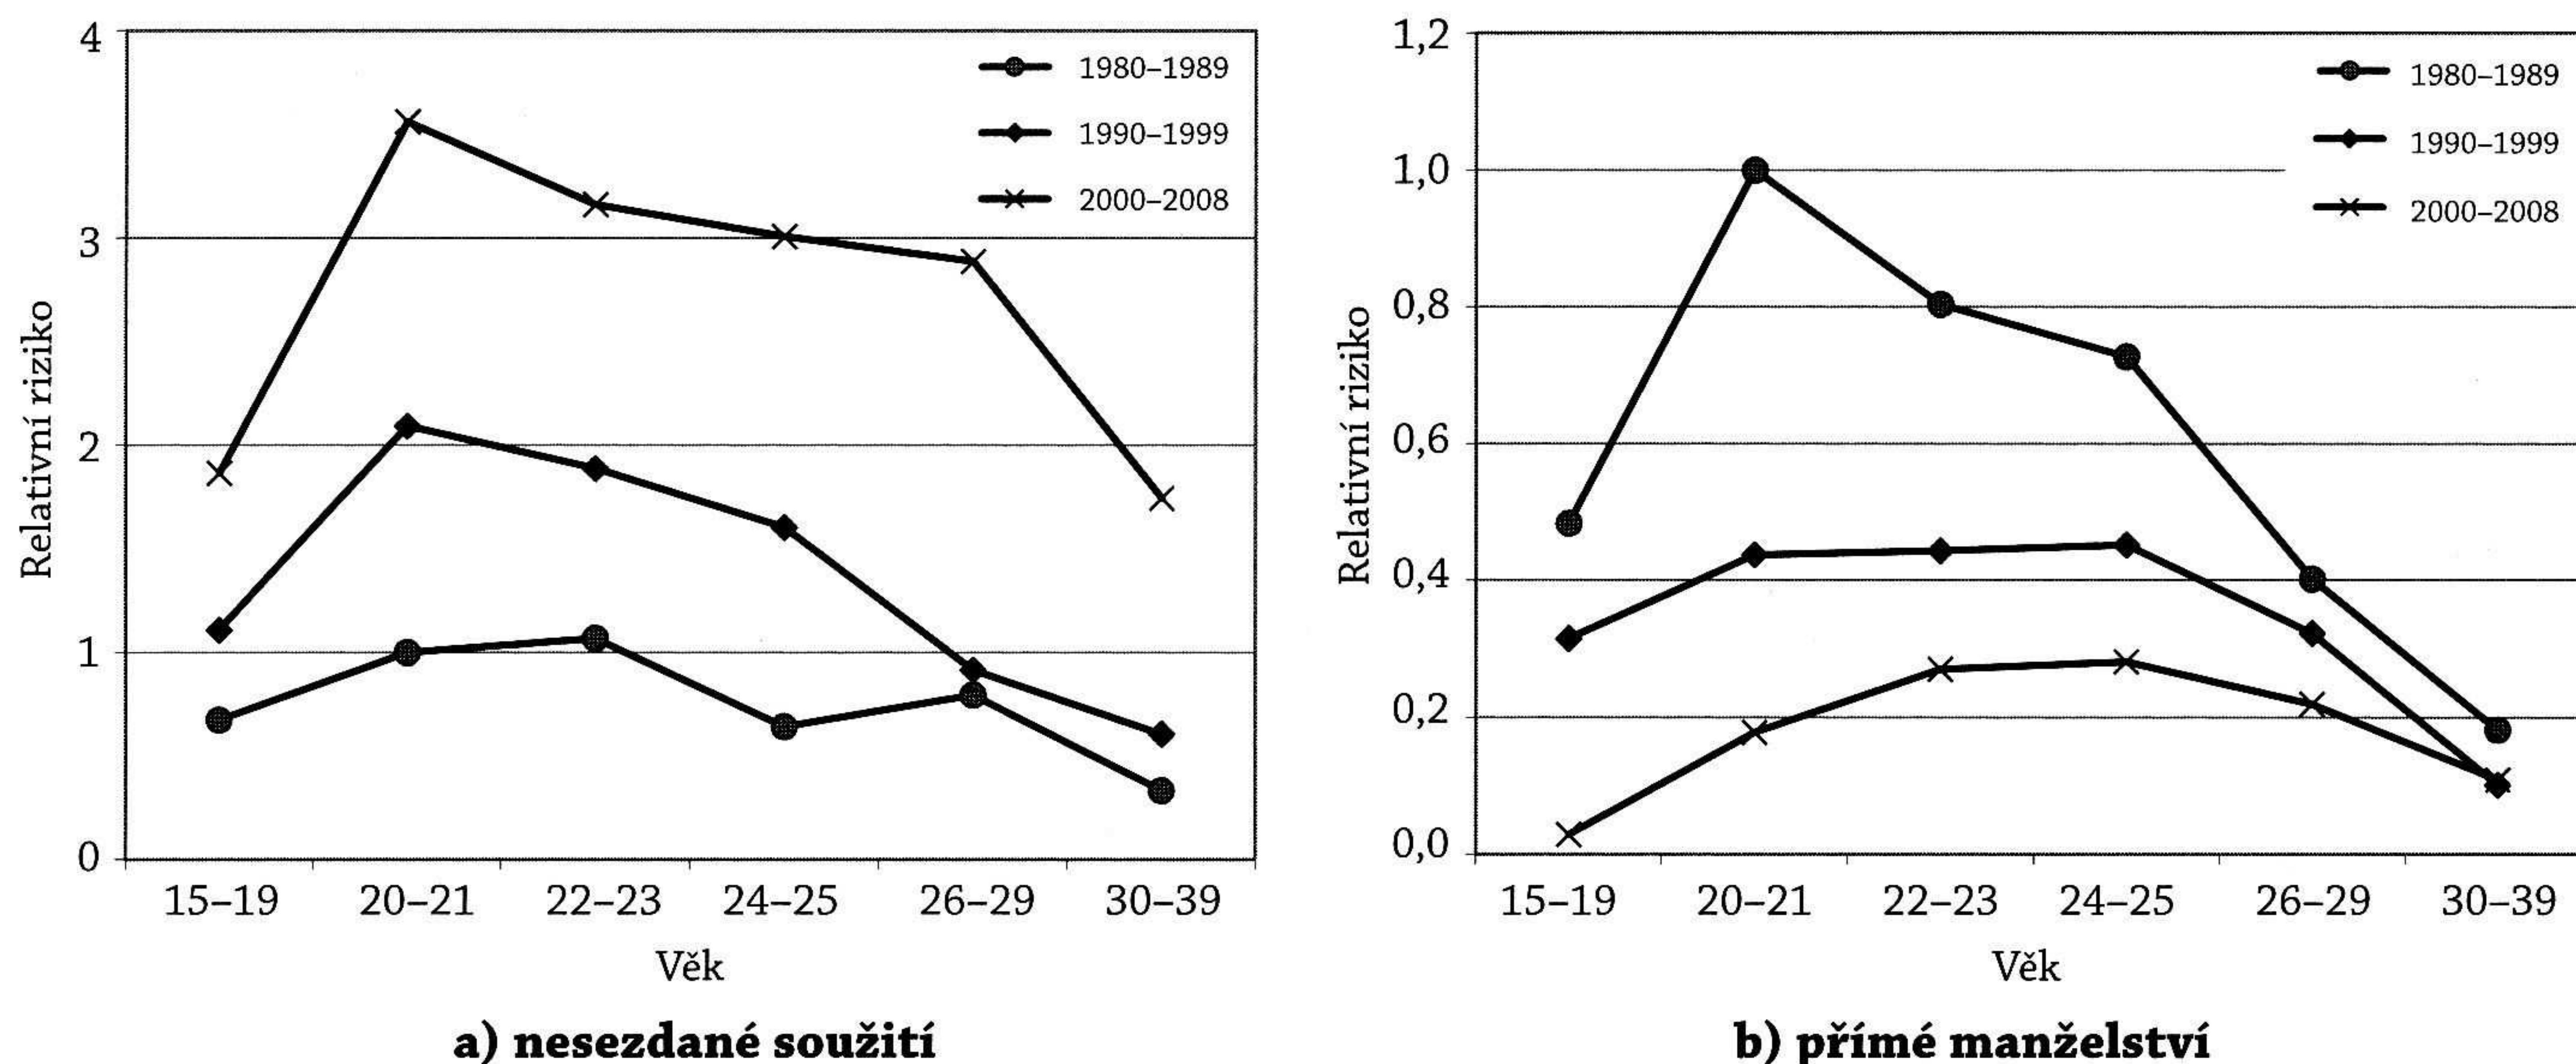 4
3
2
1
0
Relativní riziko
1980–1989
1990–1999
2000–2008
15–19 20–21 22–23 24–25 26–29 30–39
Věk
a) nesezdané soužití
1,2
1,0
0,8
0,6
0,4
0,2
0,0
Relativní riziko
1980–1989
1990–1999
2000–2008
15–19 20–21 22–23 24–25 26–29 30–39
Věk
b) přímé manželství